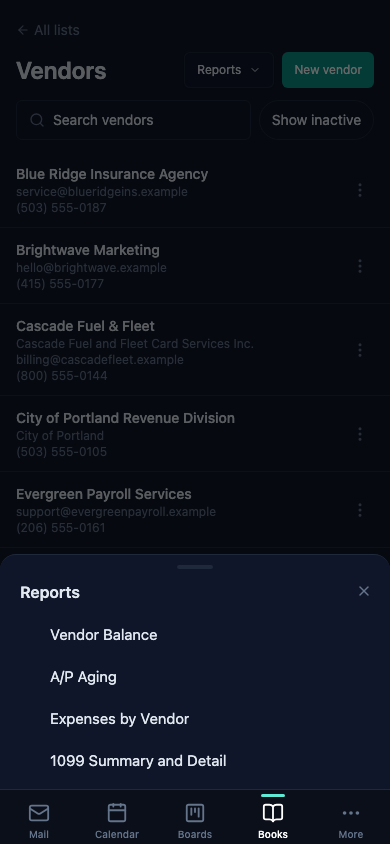 All lists
Vendors
Reports
New vendor
Search vendors
Show inactive
Blue Ridge Insurance Agency
service@blueridgeins.example
(503) 555-0187
Brightwave Marketing
hello@brightwave.example
(415) 555-0177
Cascade Fuel & Fleet
Cascade Fuel and Fleet Card Services Inc.
billing@cascadefleet.example
(800) 555-0144
City of Portland Revenue Division
City of Portland
(503) 555-0105
Evergreen Payroll Services
support@evergreenpayroll.example
(206) 555-0161
Reports
Vendor Balance
A/P Aging
Expenses by Vendor
1099 Summary and Detail
Mail
Calendar
Boards
Books
More